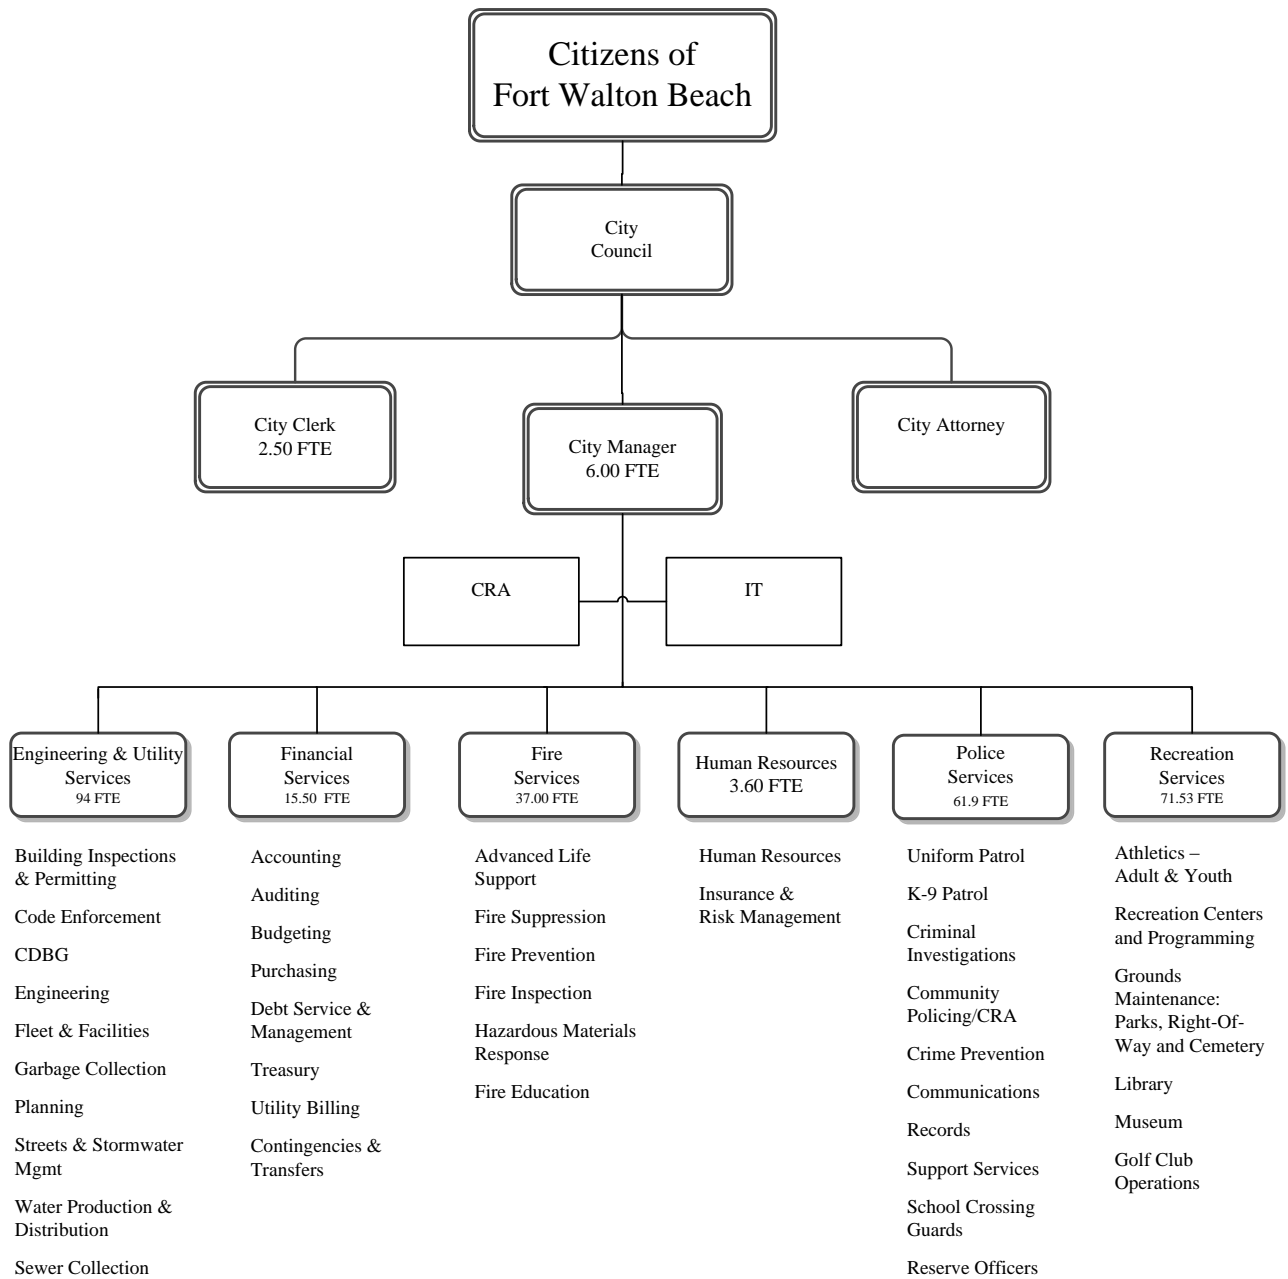 Citizens of
Fort Walton Beach
City
Council
City Clerk
2.50 FTE
City Manager
6.00 FTE
City Attorney
CRA
IT
Engineering & Utility
Services
94 FTE
Financial
Services
15.50 FTE
Fire
Services
37.00 FTE
Human Resources
3.60 FTE
Police
Services
61.9 FTE
Recreation
Services
71.53 FTE
Building Inspections
& Permitting
Code Enforcement
CDBG
Engineering
Fleet & Facilities
Garbage Collection
Planning
Streets & Stormwater
Mgmt
Water Production &
Distribution
Sewer Collection
Accounting
Auditing
Budgeting
Purchasing
Debt Service &
Management
Treasury
Utility Billing
Contingencies &
Transfers
Advanced Life
Support
Fire Suppression
Fire Prevention
Fire Inspection
Hazardous Materials
Response
Fire Education
Human Resources
Insurance &
Risk Management
Uniform Patrol
K-9 Patrol
Criminal
Investigations
Community
Policing/CRA
Crime Prevention
Communications
Records
Support Services
School Crossing
Guards
Reserve Officers
Athletics –
Adult & Youth
Recreation Centers
and Programming
Grounds
Maintenance:
Parks, Right-Of-
Way and Cemetery
Library
Museum
Golf Club
Operations